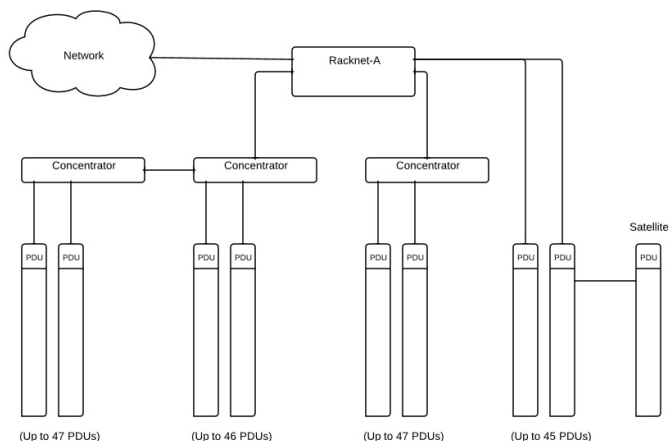 Network
Racknet-A
Concentrator
Concentrator
Concentrator
Satellite
PDU
PDU
PDU
PDU
PDU
PDU
PDU
PDU
PDU
(Up to 47 PDUs)
(Up to 46 PDUs)
(Up to 47 PDUs)
(Up to 45 PDUs)